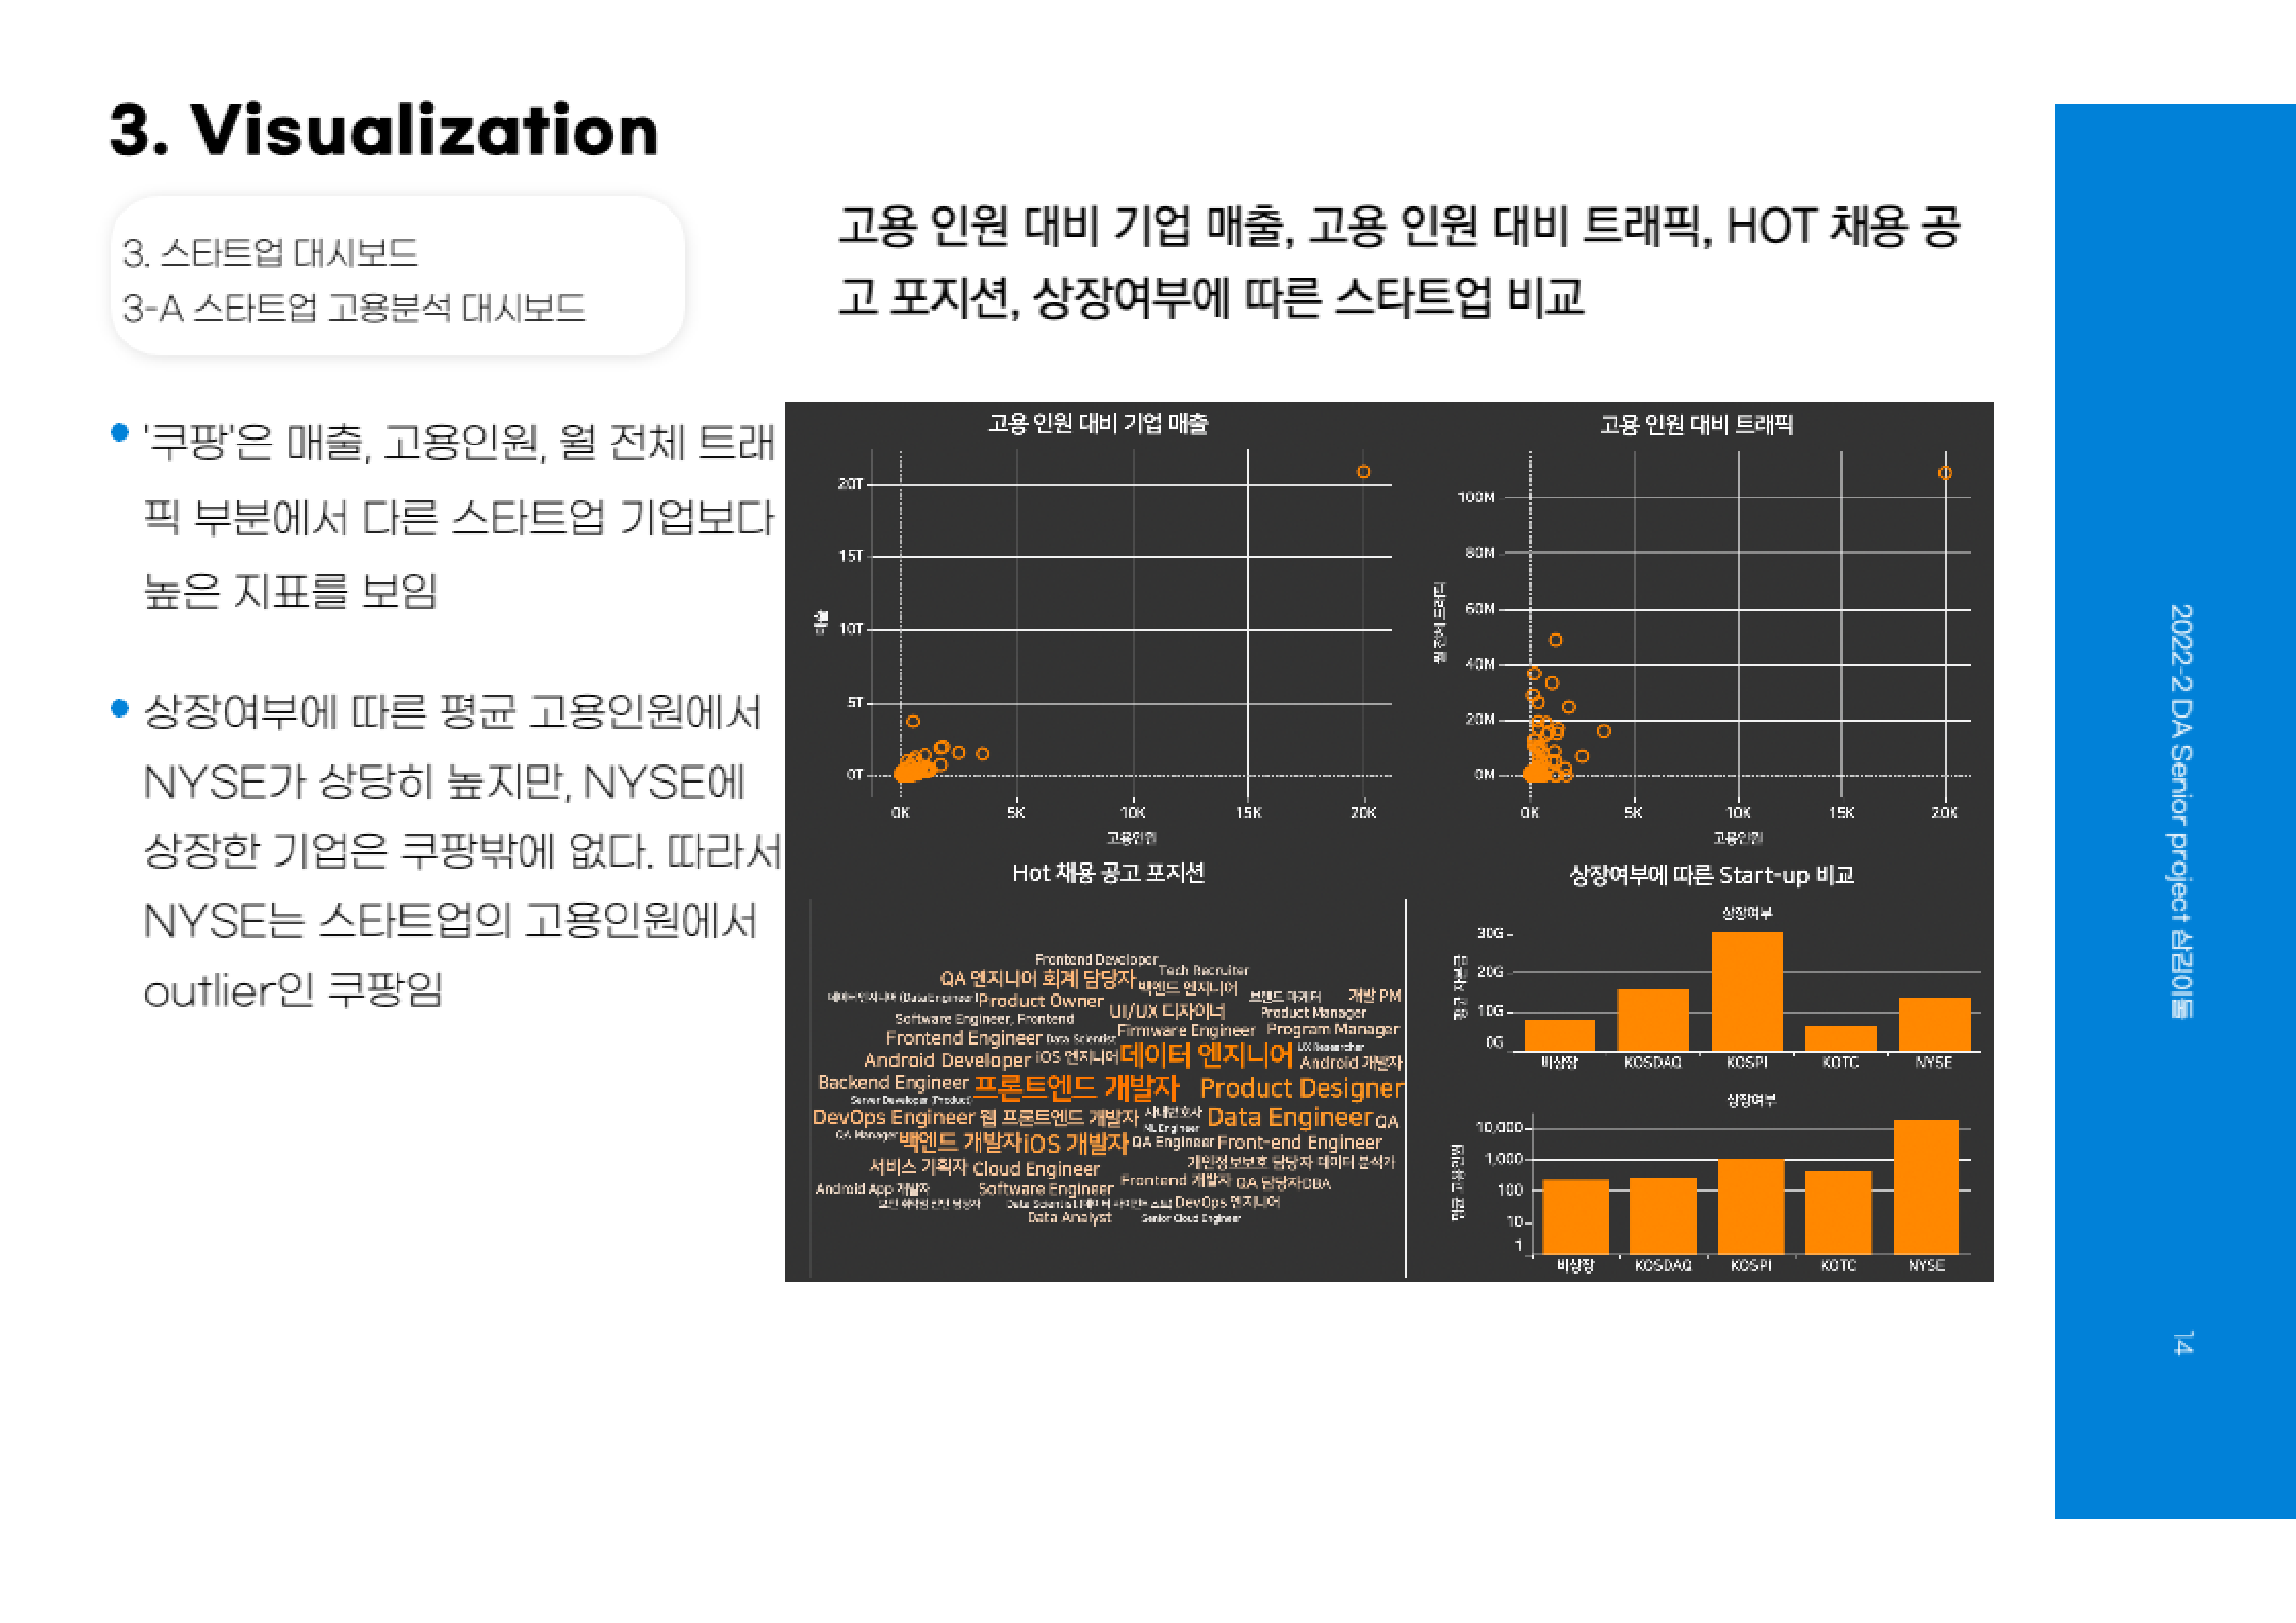 3. Visualization
3. 스타트업 대시보드
3-A 스타트업 고용분석 대시보드
고용 인원 대비 기업 매출, 고용 인원 대비 트래픽, HOT 채용 공
고 포지션, 상장여부에 따른 스타트업 비교
'쿠팡'은 매출, 고용인원, 월 전체 트래
픽 부분에서 다른 스타트업 기업보다
높은 지표를 보임
상장여부에 따른 평균 고용인원에서
NYSE가 상당히 높지만, NYSE에
상장한 기업은 쿠팡밖에 없다. 따라서
NYSE는 스타트업의 고용인원에서
outlier인 쿠팡임
고용 인원 대비 기업 매출
20T
15T
매출
10T
5T
0T
0K 5K 10K 15K 20K
고용인원
고용 인원 대비 트래픽
100M
80M
60M
월 전체 트래픽
40M
20M
0M
0K 5K 10K 15K 20K
고용인원
Hot 채용 공고 포지션
Frontend Developer
QA 엔지니어 회계 담당자 Tech Recruiter
백엔드 엔지니어
데이터 엔지니어 (Data Engineer) Product Owner 브랜드 마케터 개발 PM
UI/UX 디자이너 Product Manager
Software Engineer, Frontend
Firmware Engineer Program Manager
Frontend Engineer Data Scientist
데이터 엔지니어 UX Researcher
Android Developer iOS 엔지니어 Android 개발자
Backend Engineer 프론트엔드 개발자 Product Designer
Server Developer (Product)
DevOps Engineer 웹 프론트엔드 개발자 사내변호사 Data Engineer QA
ML Engineer
QA Manager 백엔드 개발자 iOS 개발자 QA Engineer Front-end Engineer
서비스 기획자 Cloud Engineer 개인정보보호 담당자 데이터 분석가
Android App 개발자 Software Engineer Frontend 개발자 QA 담당자 DBA
Data Scientist DevOps 엔지니어
Data Analyst Senior Cloud Engineer
상장여부에 따른 Start-up 비교
상장여부
30G
20G
평균 자본금
10G
0G
비상장 KOSDAQ KOSPI KOTC NYSE
상장여부
10,000
1,000
평균 고용인원
100
10
1
비상장 KOSDAQ KOSPI KOTC NYSE
2022-2 DA Senior project 삼김이들
14